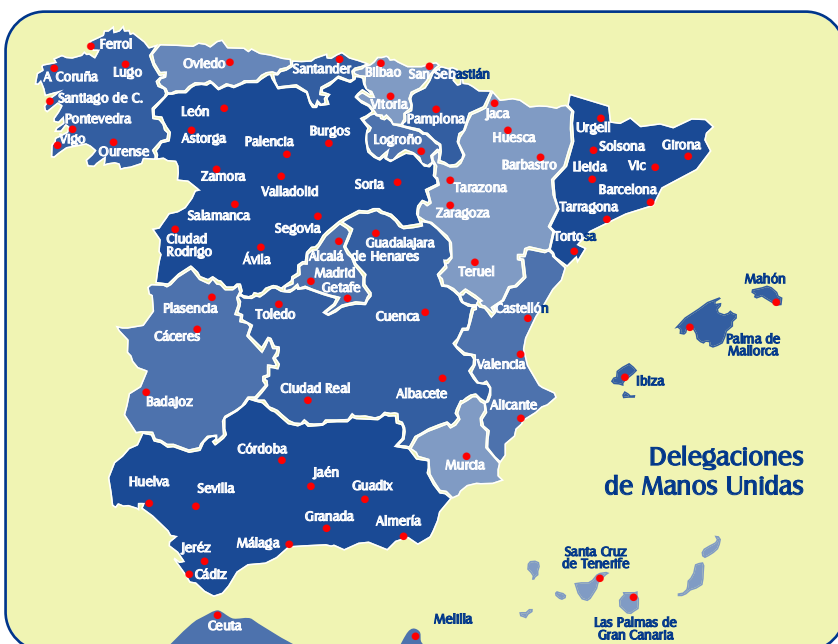 Ferrol
A Coruña
Lugo
Santiago de C.
Pontevedra
Vigo
Ourense
Oviedo
Santander
Bilbao
San Sebastián
Vitoria
Pamplona
Logroño
León
Astorga
Palencia
Burgos
Zamora
Valladolid
Soria
Salamanca
Segovia
Ciudad
Rodrigo
Ávila
Jaca
Huesca
Barbastro
Tarazona
Zaragoza
Teruel
Urgell
Solsona
Girona
Lleida
Vic
Barcelona
Tarragona
Tortosa
Guadalajara
Alcalá de Henares
Madrid
Getafe
Toledo
Cuenca
Ciudad Real
Albacete
Plasencia
Cáceres
Badajoz
Castellón
Valencia
Alicante
Murcia
Mahón
Palma de
Mallorca
Ibiza
Córdoba
Jaén
Huelva
Sevilla
Guadix
Granada
Almería
Málaga
Jeréz
Cádiz
Ceuta
Melilla
Delegaciones
de Manos Unidas
Santa Cruz
de Tenerife
Las Palmas de
Gran Canaria